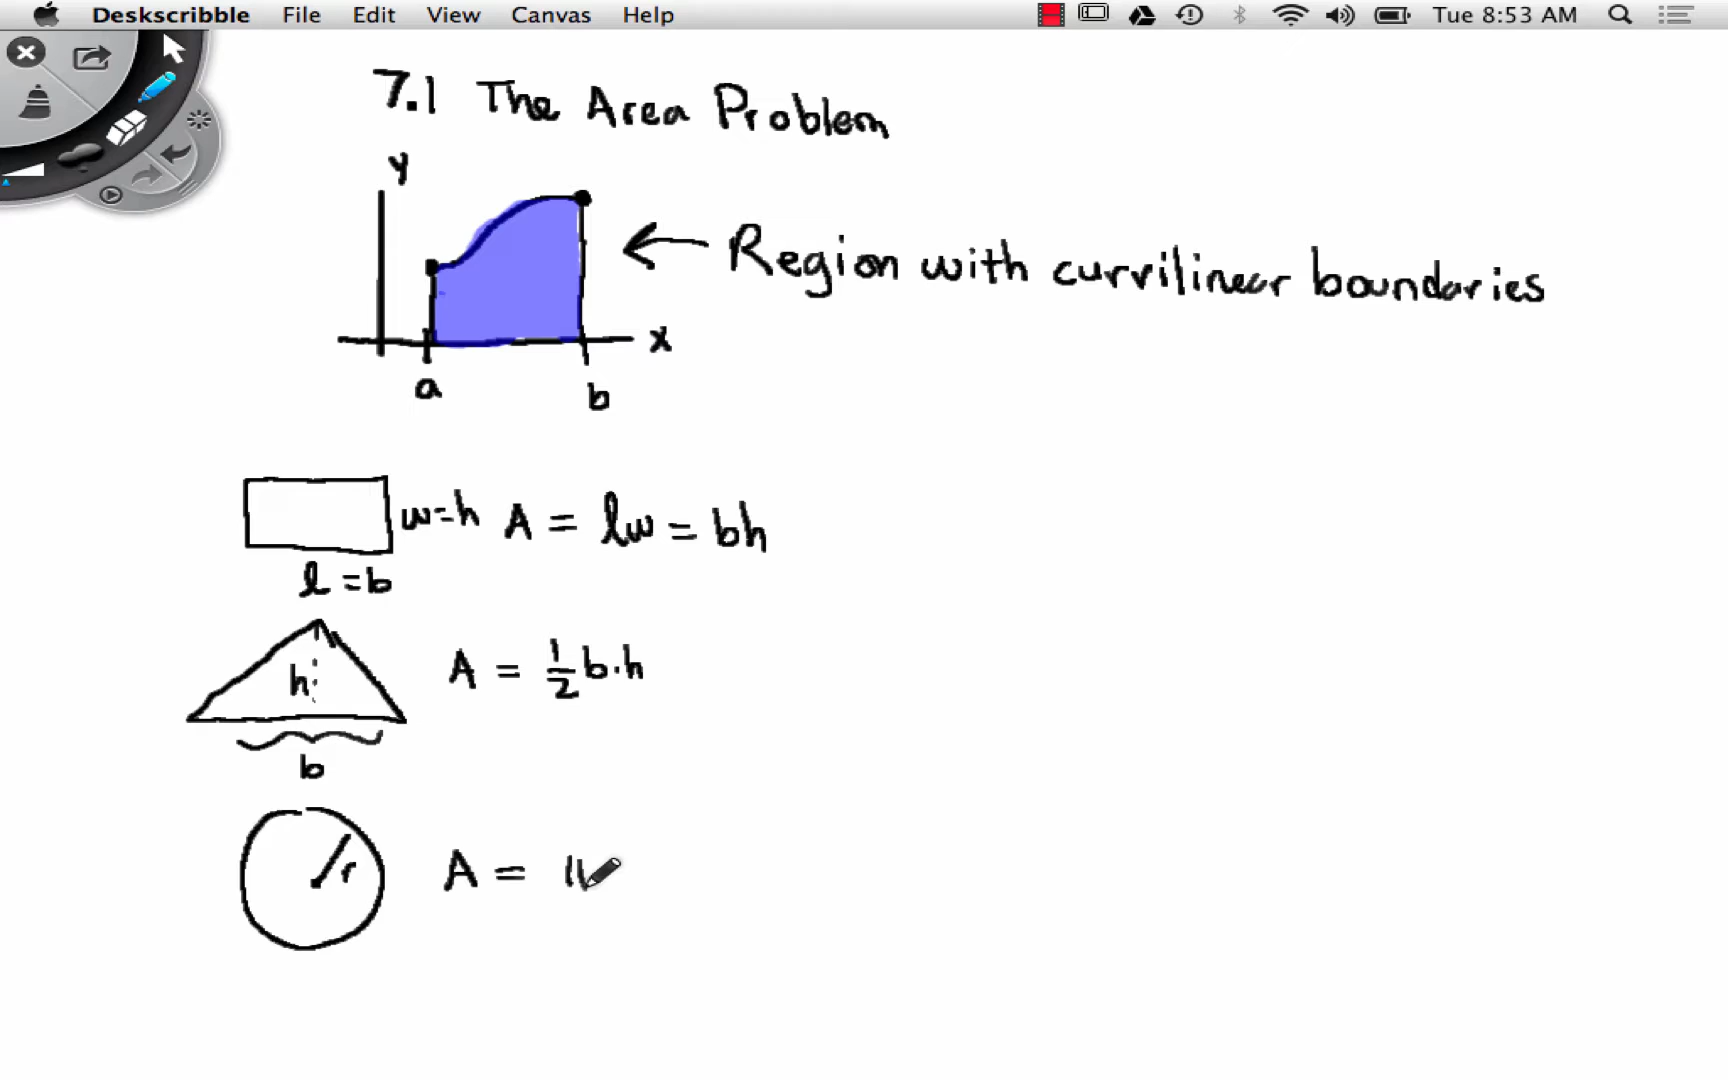 Deskscribble File Edit View Canvas Help Tue 8:53 AM
7.1 The Area Problem
y
Region with curvilinear boundaries
x
a b
w=h A = lw = bh
l = b
h A = 1/2 b·h
b
r A =